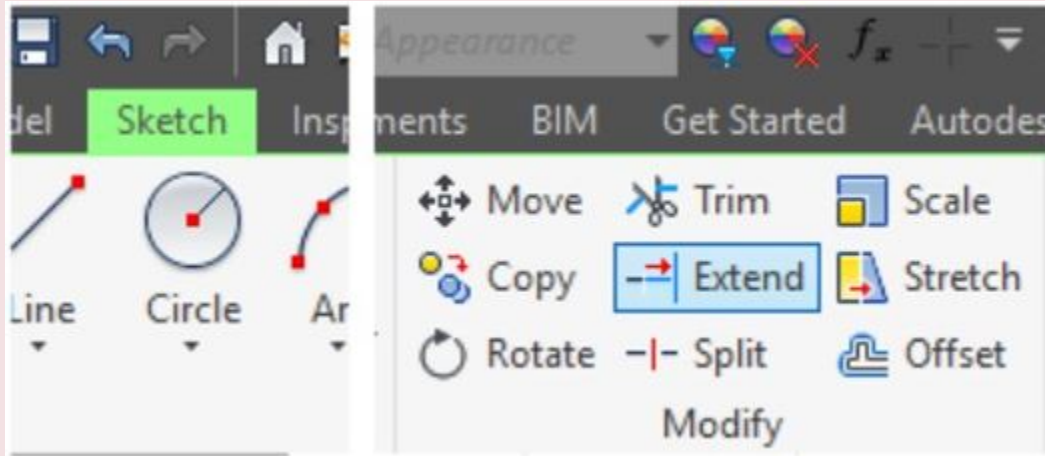 Appearance
fx
del Sketch Insp
ments BIM Get Started Autodes
Line Circle Ar
Move Trim Scale
Copy Extend Stretch
Rotate Split Offset
Modify